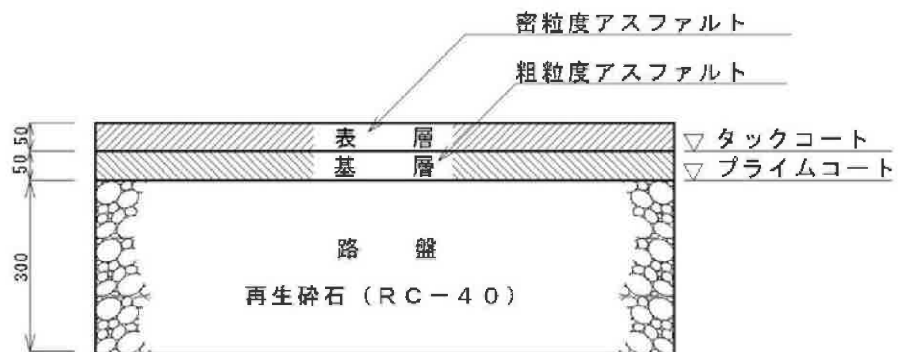 密粒度アスファルト
粗粒度アスファルト
50
表 層
▽ タックコート
50
基 層
▽ プライムコート
300
路 盤
再生砕石(RC-40)